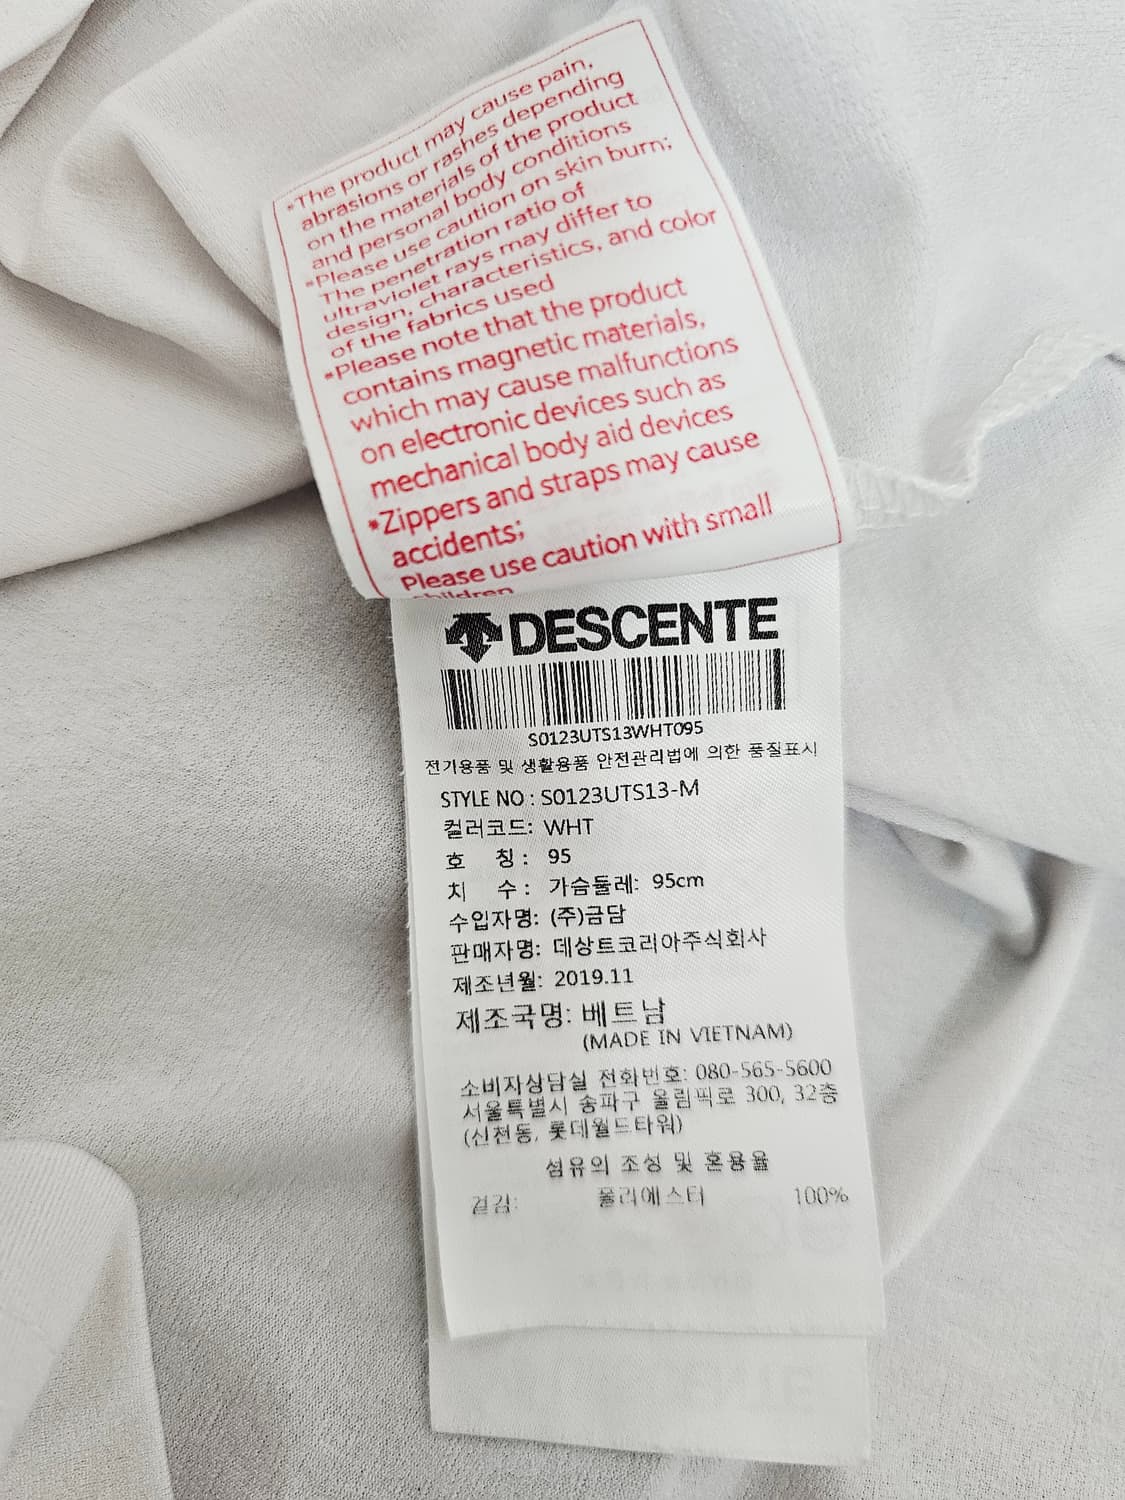 *The product may cause pain,
abrasions or rashes depending
on the materials of the product
and personal body conditions
*Please use caution on skin burn;
The penetration ratio of
ultraviolet rays may differ to
design, characteristics, and color
of the fabrics used
*Please note that the product
contains magnetic materials,
which may cause malfunctions
on electronic devices such as
mechanical body aid devices
*Zippers and straps may cause
accidents;
Please use caution with small
children
DESCENTE
S0123UTS13WHT095
전기용품 및 생활용품 안전관리법에 의한 품질표시
STYLE NO : S0123UTS13-M
컬러코드: WHT
호 칭 : 95
치 수 : 가슴둘레: 95cm
수입자명: (주)금담
판매자명: 데상트코리아주식회사
제조년월: 2019.11
제조국명: 베트남
(MADE IN VIETNAM)
소비자상담실 전화번호: 080-565-5600
서울특별시 송파구 올림픽로 300, 32층
(신천동, 롯데월드타워)
섬유의 조성 및 혼용율
겉감: 폴리에스터 100%